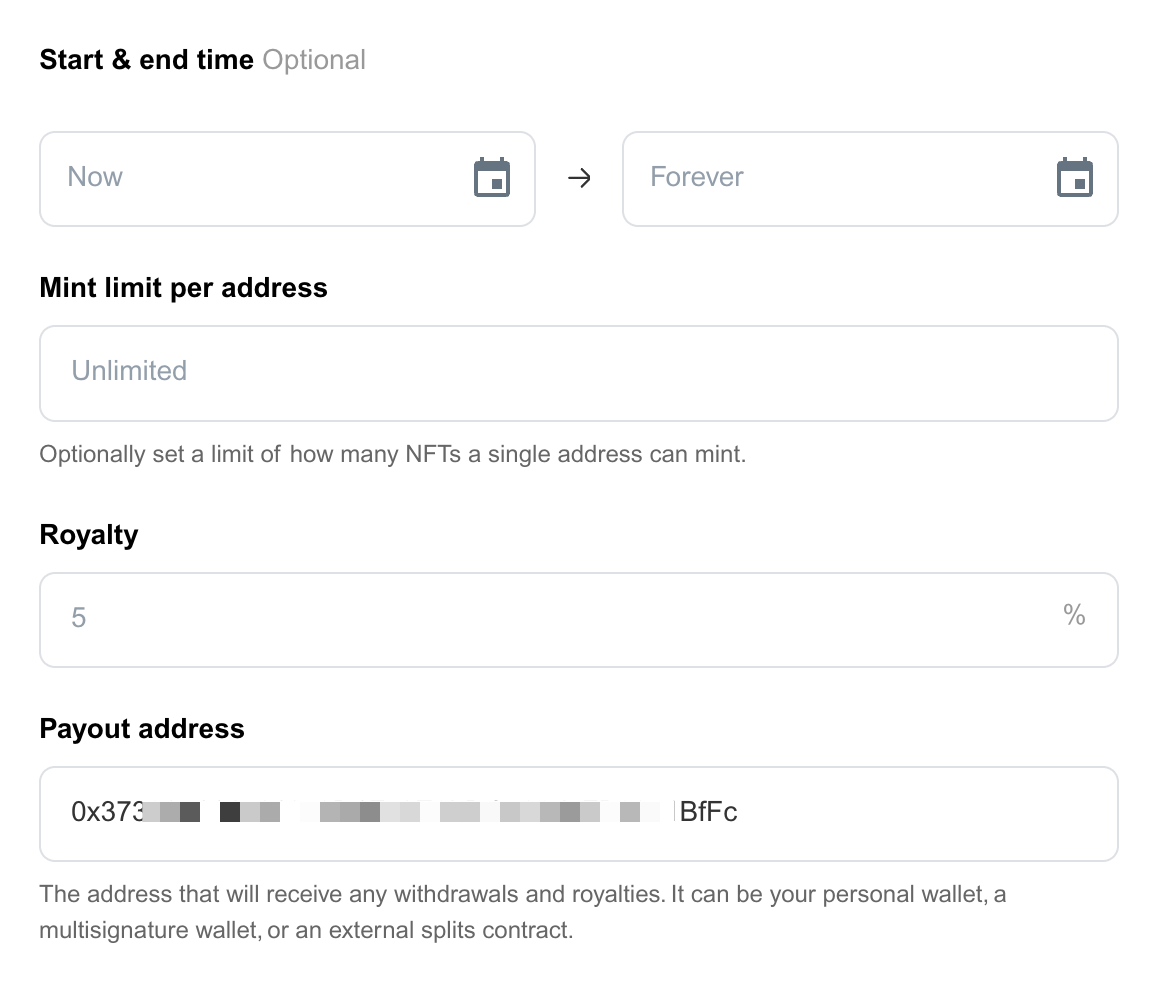 Start & end time Optional
Now → Forever
Mint limit per address
Unlimited
Optionally set a limit of how many NFTs a single address can mint.
Royalty
5 %
Payout address
0x373 BfFc
The address that will receive any withdrawals and royalties. It can be your personal wallet, a
multisignature wallet, or an external splits contract.